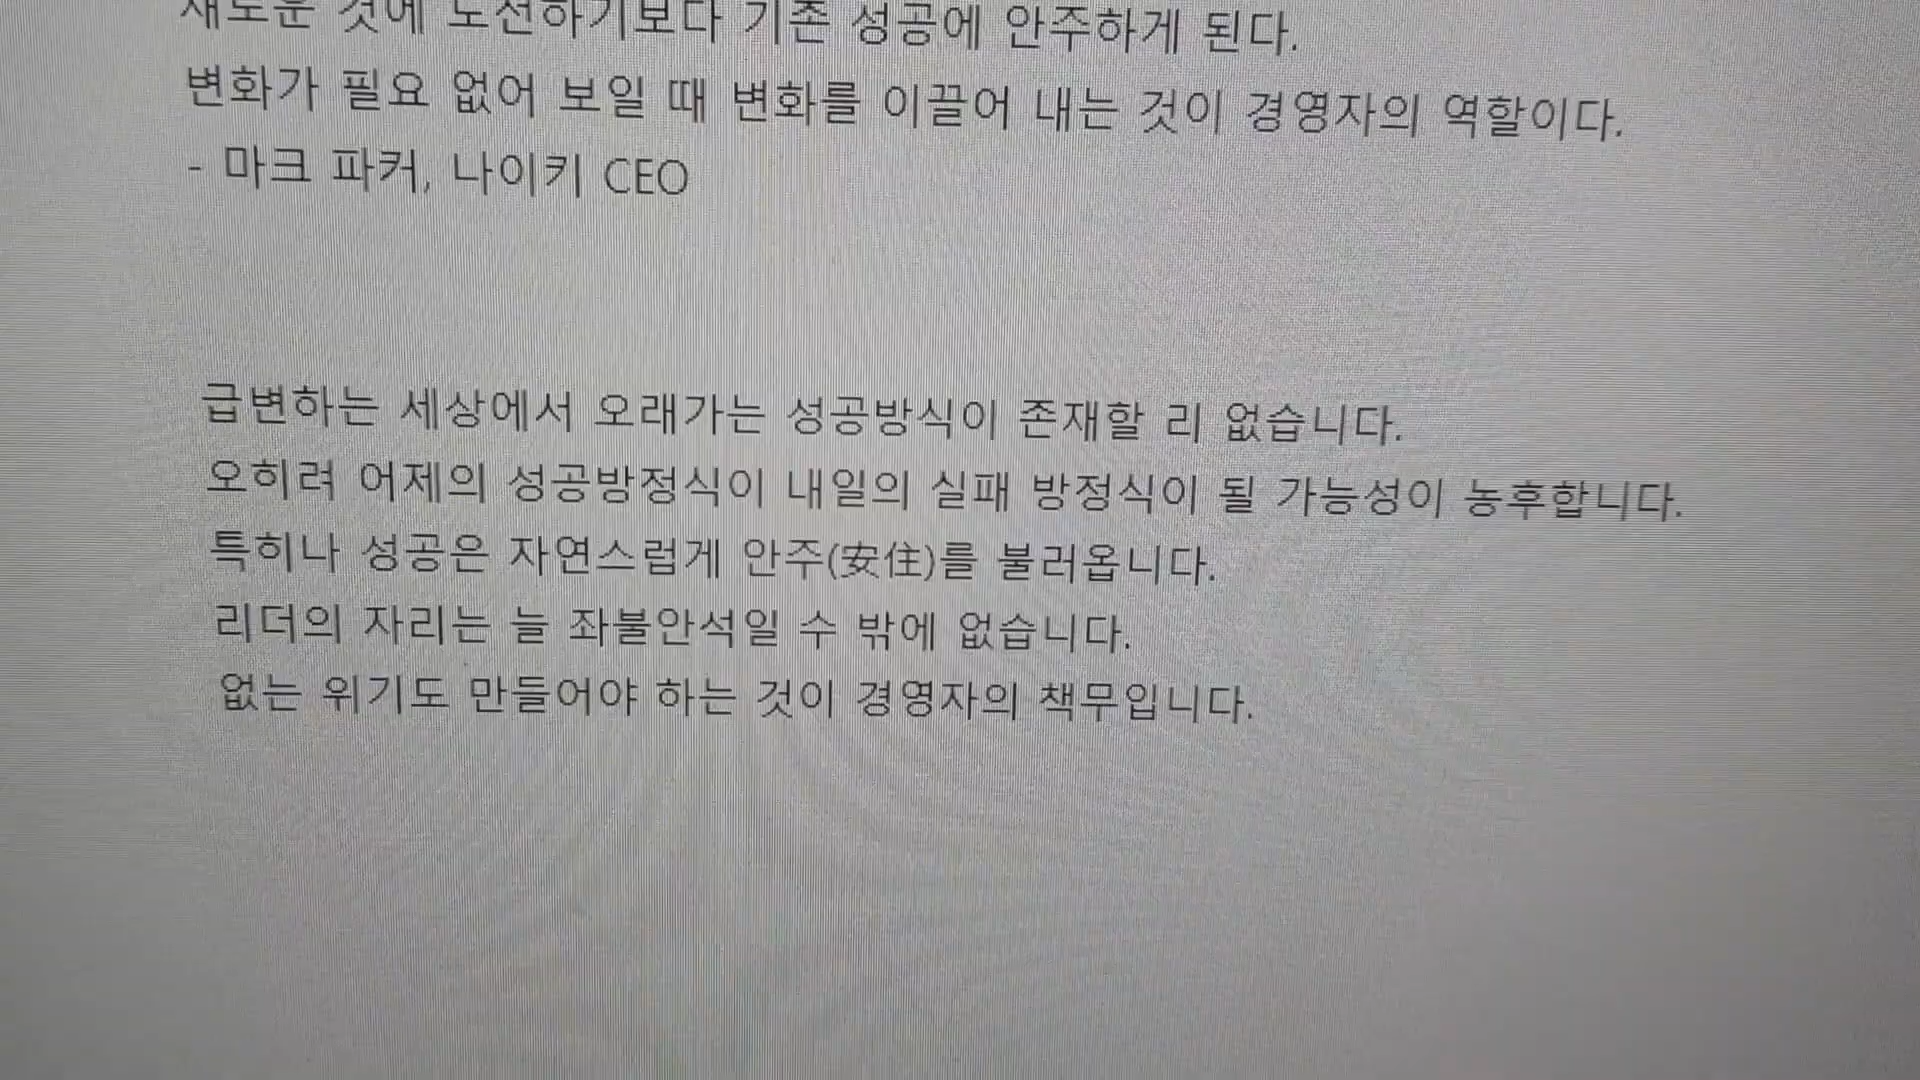 새로운 것에 도전하기보다 기존 성공에 안주하게 된다.
변화가 필요 없어 보일 때 변화를 이끌어 내는 것이 경영자의 역할이다.
- 마크 파커, 나이키 CEO
급변하는 세상에서 오래가는 성공방식이 존재할 리 없습니다.
오히려 어제의 성공방정식이 내일의 실패 방정식이 될 가능성이 농후합니다.
특히나 성공은 자연스럽게 안주(安住)를 불러옵니다.
리더의 자리는 늘 좌불안석일 수 밖에 없습니다.
없는 위기도 만들어야 하는 것이 경영자의 책무입니다.